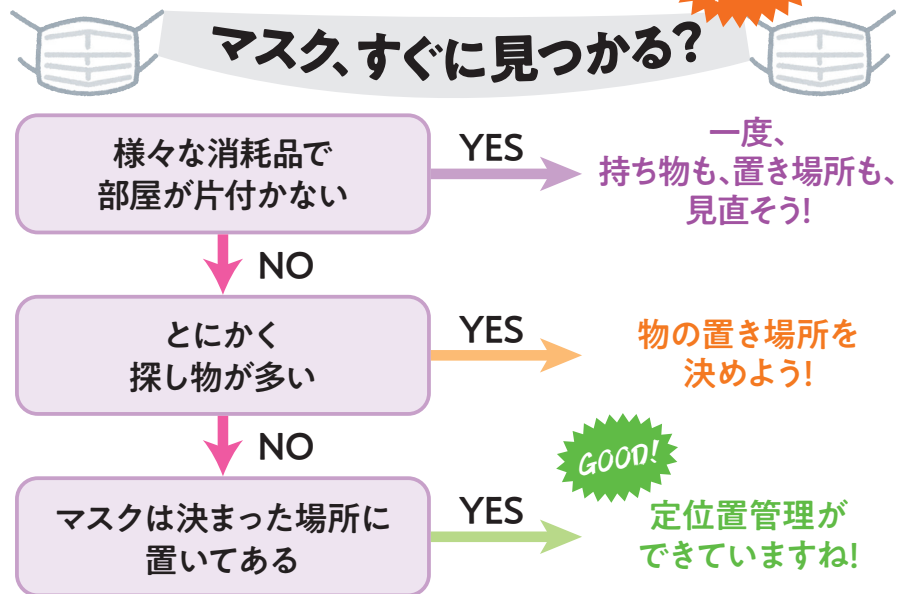 マスク、すぐに見つかる?
様々な消耗品で
部屋が片付かない
YES
一度、
持ち物も、置き場所も、
見直そう!
NO
とにかく
探し物が多い
YES
物の置き場所を
決めよう!
NO
GOOD!
マスクは決まった場所に
置いてある
YES
定位置管理が
できていますね!